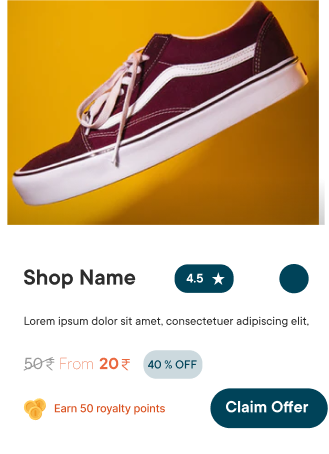 Shop Name
4.5
Lorem ipsum dolor sit amet, consectetuer adipiscing elit,
50 ₹ From 20 ₹
40 % OFF
Earn 50 royalty points
Claim Offer